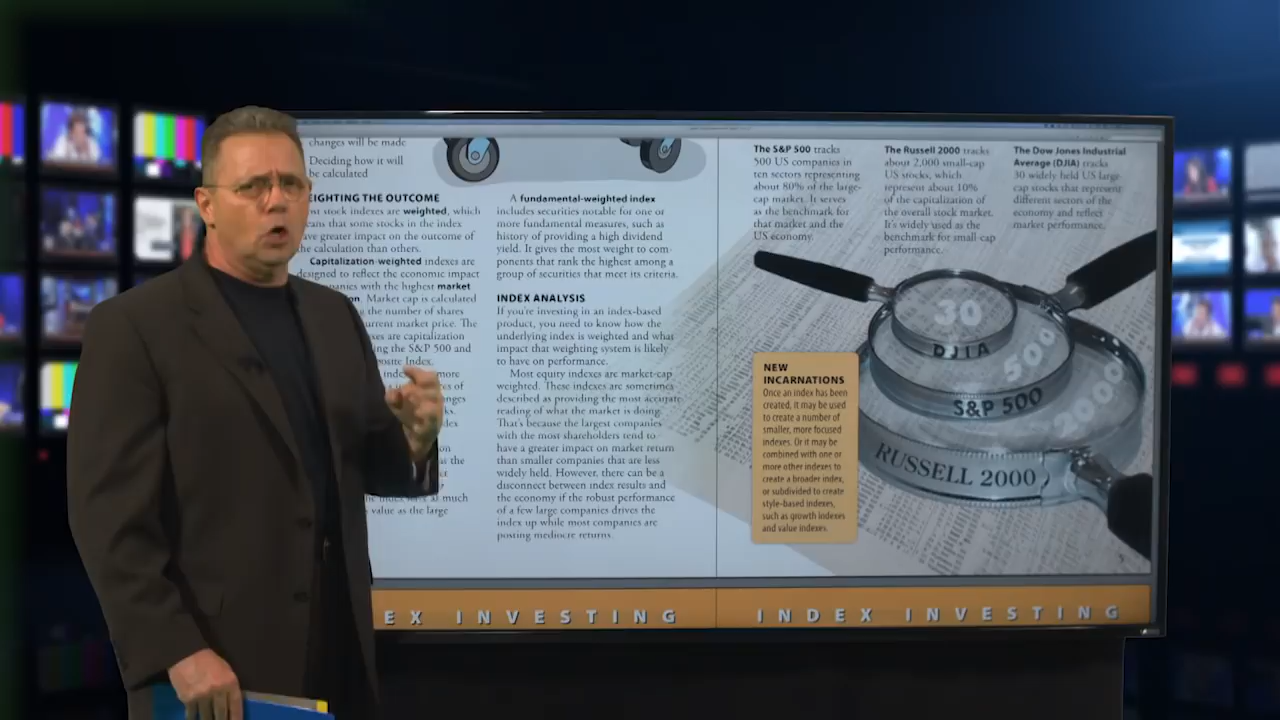 changes will be made
Deciding how it will
be calculated
EIGHTING THE OUTCOME
stock indexes are weighted, which
that some stocks in the index
ave greater impact on the outcome of
he calculation than others.
Capitalization-weighted indexes are
designed to reflect the economic impact
with the highest market
Market cap is calculated
the number of shares
urrent market price. The
are capitalization
the S&P 500 and
Index.
more
of
as much
value as the large
A fundamental-weighted index
includes securities notable for one or
more fundamental measures, such as
history of providing a high dividend
yield. It gives the most weight to com-
ponents that rank the highest among a
group of securities that meet its criteria.
INDEX ANALYSIS
If you're investing in an index-based
product, you need to know how the
underlying index is weighted and what
impact that weighting system is likely
to have on performance.
Most equity indexes are market-cap
weighted. These indexes are sometimes
described as providing the most accurate
reading of what the market is doing.
That's because the largest companies
with the most shareholders tend to
have a greater impact on market return
than smaller companies that are less
widely held. However, there can be a
disconnect between index results and
the economy if the robust performance
of a few large companies drives the
index up while most companies are
posting mediocre returns.
The S&P 500 tracks
500 US companies in
ten sectors representing
about 80% of the large-
cap market. It serves
as the benchmark for
that market and the
US economy.
The Russell 2000 tracks
about 2,000 small-cap
US stocks, which
represent about 10%
of the capitalization of
the overall stock market.
It's widely used as the
benchmark for small-cap
performance.
The Dow Jones Industrial
Average (DJIA) tracks
30 widely held US large-
cap stocks that represent
different sectors of the
economy and reflect
market performance.
30
DJIA
500
S&P 500
2000
RUSSELL 2000
NEW
INCARNATIONS
Once an index has been
created, it may be used
to create a number of
smaller, more focused
indexes. Or it may be
combined with one or
more other indexes to
create a broader index,
or subdivided to create
style-based indexes,
such as growth indexes
and value indexes.
EX INVESTING
INDEX INVESTING